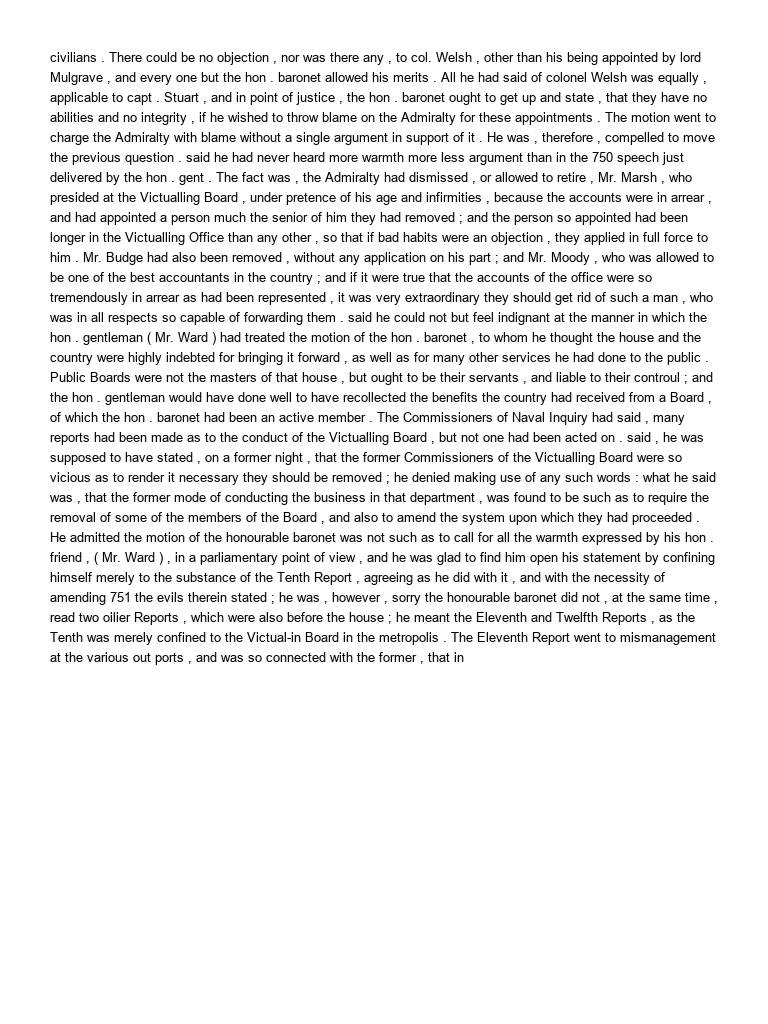 civilians . There could be no objection , nor was there any , to col. Welsh , other than his being appointed by lord
Mulgrave , and every one but the hon . baronet allowed his merits . All he had said of colonel Welsh was equally ,
applicable to capt . Stuart , and in point of justice , the hon . baronet ought to get up and state , that they have no
abilities and no integrity , if he wished to throw blame on the Admiralty for these appointments . The motion went to
charge the Admiralty with blame without a single argument in support of it . He was , therefore , compelled to move
the previous question . said he had never heard more warmth more less argument than in the 750 speech just
delivered by the hon . gent . The fact was , the Admiralty had dismissed , or allowed to retire , Mr. Marsh , who
presided at the Victualling Board , under pretence of his age and infirmities , because the accounts were in arrear ,
and had appointed a person much the senior of him they had removed ; and the person so appointed had been
longer in the Victualling Office than any other , so that if bad habits were an objection , they applied in full force to
him . Mr. Budge had also been removed , without any application on his part ; and Mr. Moody , who was allowed to
be one of the best accountants in the country ; and if it were true that the accounts of the office were so
tremendously in arrear as had been represented , it was very extraordinary they should get rid of such a man , who
was in all respects so capable of forwarding them . said he could not but feel indignant at the manner in which the
hon . gentleman ( Mr. Ward ) had treated the motion of the hon . baronet , to whom he thought the house and the
country were highly indebted for bringing it forward , as well as for many other services he had done to the public .
Public Boards were not the masters of that house , but ought to be their servants , and liable to their controul ; and
the hon . gentleman would have done well to have recollected the benefits the country had received from a Board ,
of which the hon . baronet had been an active member . The Commissioners of Naval Inquiry had said , many
reports had been made as to the conduct of the Victualling Board , but not one had been acted on . said , he was
supposed to have stated , on a former night , that the former Commissioners of the Victualling Board were so
vicious as to render it necessary they should be removed ; he denied making use of any such words : what he said
was , that the former mode of conducting the business in that department , was found to be such as to require the
removal of some of the members of the Board , and also to amend the system upon which they had proceeded .
He admitted the motion of the honourable baronet was not such as to call for all the warmth expressed by his hon .
friend , ( Mr. Ward ) , in a parliamentary point of view , and he was glad to find him open his statement by confining
himself merely to the substance of the Tenth Report , agreeing as he did with it , and with the necessity of
amending 751 the evils therein stated ; he was , however , sorry the honourable baronet did not , at the same time ,
read two oilier Reports , which were also before the house ; he meant the Eleventh and Twelfth Reports , as the
Tenth was merely confined to the Victual-in Board in the metropolis . The Eleventh Report went to mismanagement
at the various out ports , and was so connected with the former , that in